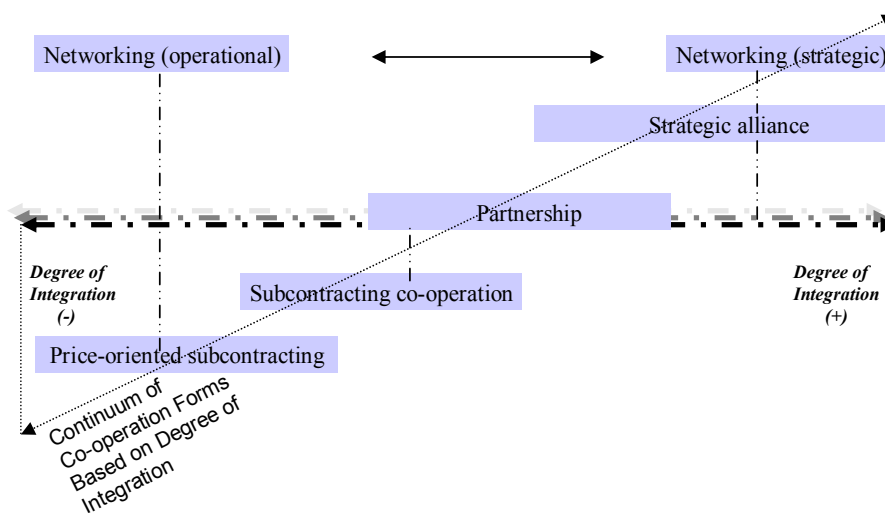 Networking (operational)
Networking (strategic)
Strategic alliance
Partnership
Degree of
Integration
(-)
Degree of
Integration
(+)
Subcontracting co-operation
Price-oriented subcontracting
Continuum of
Co-operation Forms
Based on Degree of
Integration